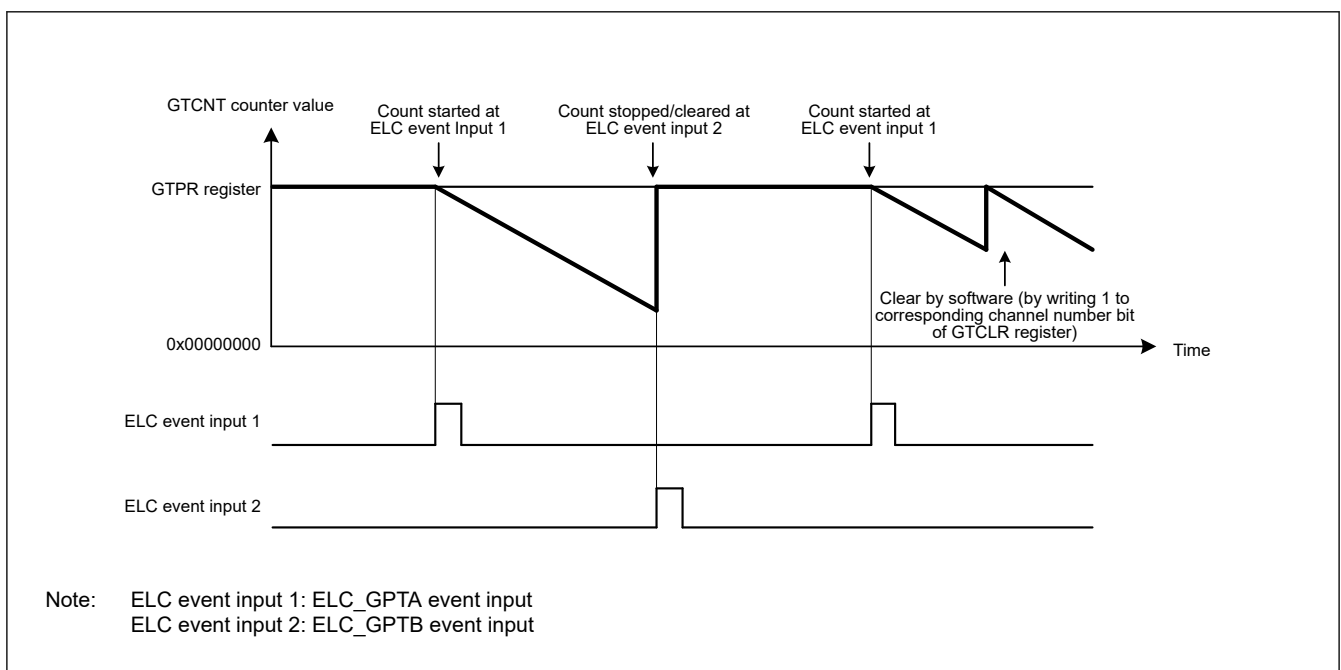 GTCNT counter value
Count started at
ELC event Input 1
Count stopped/cleared at
ELC event input 2
Count started at
ELC event input 1
GTPR register
Clear by software (by writing 1 to
corresponding channel number bit
of GTCLR register)
0x00000000
Time
ELC event input 1
ELC event input 2
Note: ELC event input 1: ELC_GPTA event input
ELC event input 2: ELC_GPTB event input